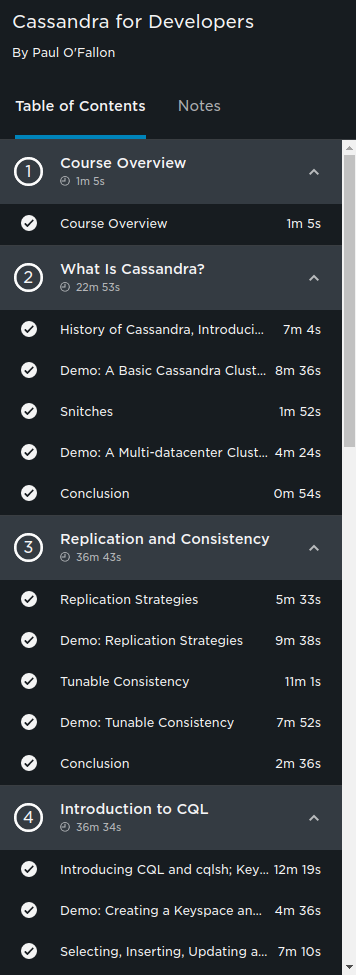 Cassandra for Developers
By Paul O'Fallon
Table of Contents Notes
1 Course Overview
1m 5s
Course Overview 1m 5s
2 What Is Cassandra?
22m 53s
History of Cassandra, Introduci... 7m 4s
Demo: A Basic Cassandra Clust... 8m 36s
Snitches 1m 52s
Demo: A Multi-datacenter Clust... 4m 24s
Conclusion 0m 54s
3 Replication and Consistency
36m 43s
Replication Strategies 5m 33s
Demo: Replication Strategies 9m 38s
Tunable Consistency 11m 1s
Demo: Tunable Consistency 7m 52s
Conclusion 2m 36s
4 Introduction to CQL
36m 34s
Introducing CQL and cqlsh; Key... 12m 19s
Demo: Creating a Keyspace an... 4m 36s
Selecting, Inserting, Updating a... 7m 10s